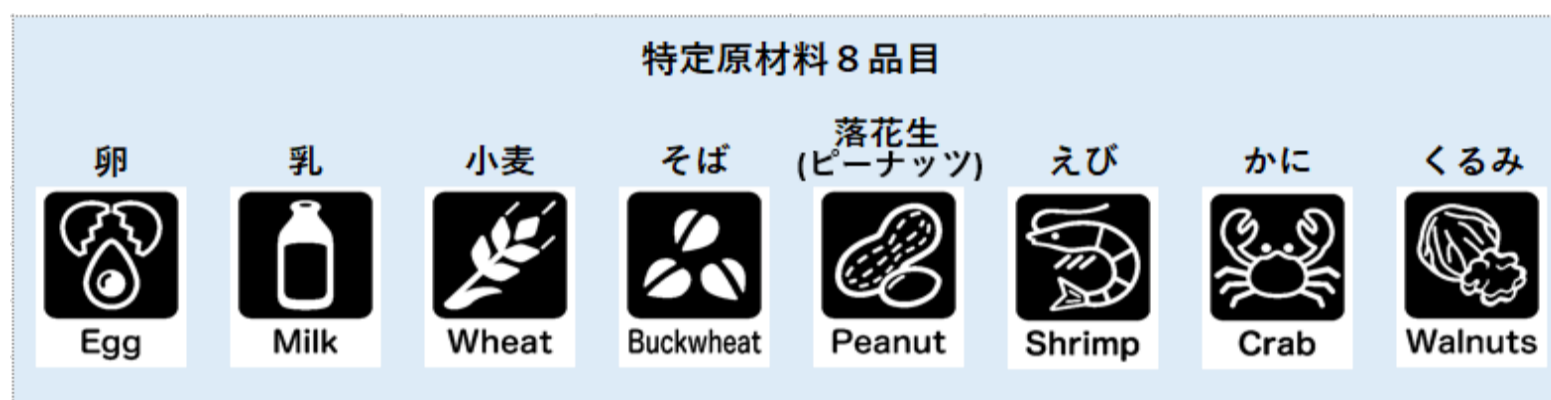 特定原材料８品目
卵
乳
小麦
そば
落花生
(ピーナッツ)
えび
かに
くるみ
Egg
Milk
Wheat
Buckwheat
Peanut
Shrimp
Crab
Walnuts